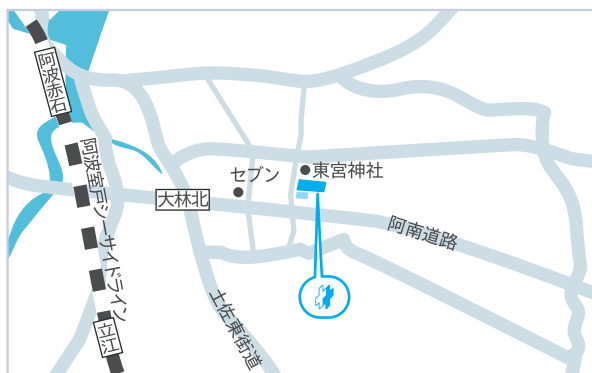 阿波赤石
阿波室戸シーサイドライン
立江
大林北
セブン
東宮神社
阿南道路
土佐東街道